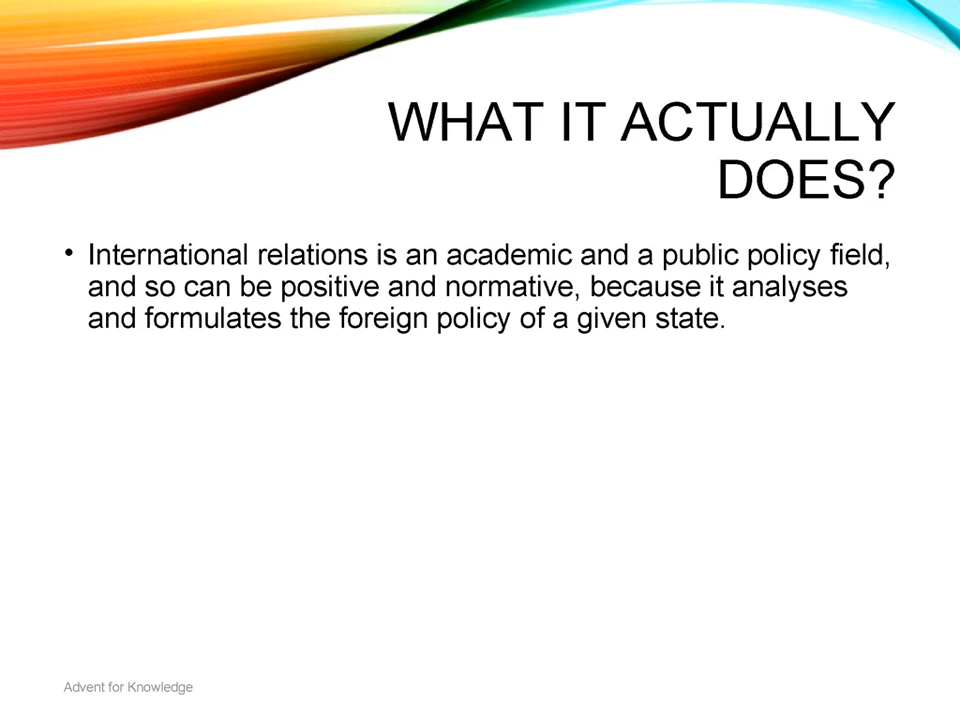 WHAT IT ACTUALLY
DOES?
• International relations is an academic and a public policy field,
and so can be positive and normative, because it analyses
and formulates the foreign policy of a given state.
Advent for Knowledge